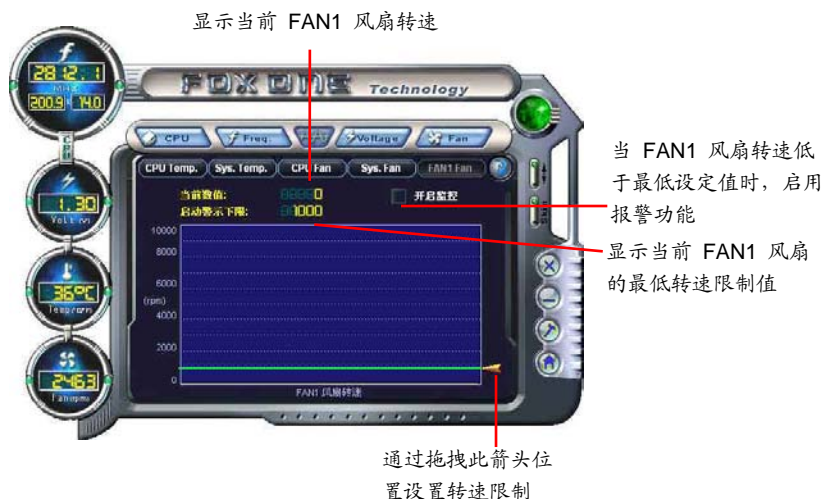 显示当前 FAN1 风扇转速
2812.1
MHz
200.9 * 14.0
FOX ONE Technology
CPU
Freq.
Voltage
Fan
CPU
CPU Temp.
Sys. Temp.
CPU Fan
Sys. Fan
FAN1 Fan
?
当前数值: 0
开启监控
启动警示下限: 1000
1.30
36°C
2463
10000
8000
6000
(rpm)
4000
2000
0
FAN1 风扇转速
当 FAN1 风扇转速低
于最低设定值时，启用
报警功能
显示当前 FAN1 风扇
的最低转速限制值
通过拖拽此箭头位
置设置转速限制